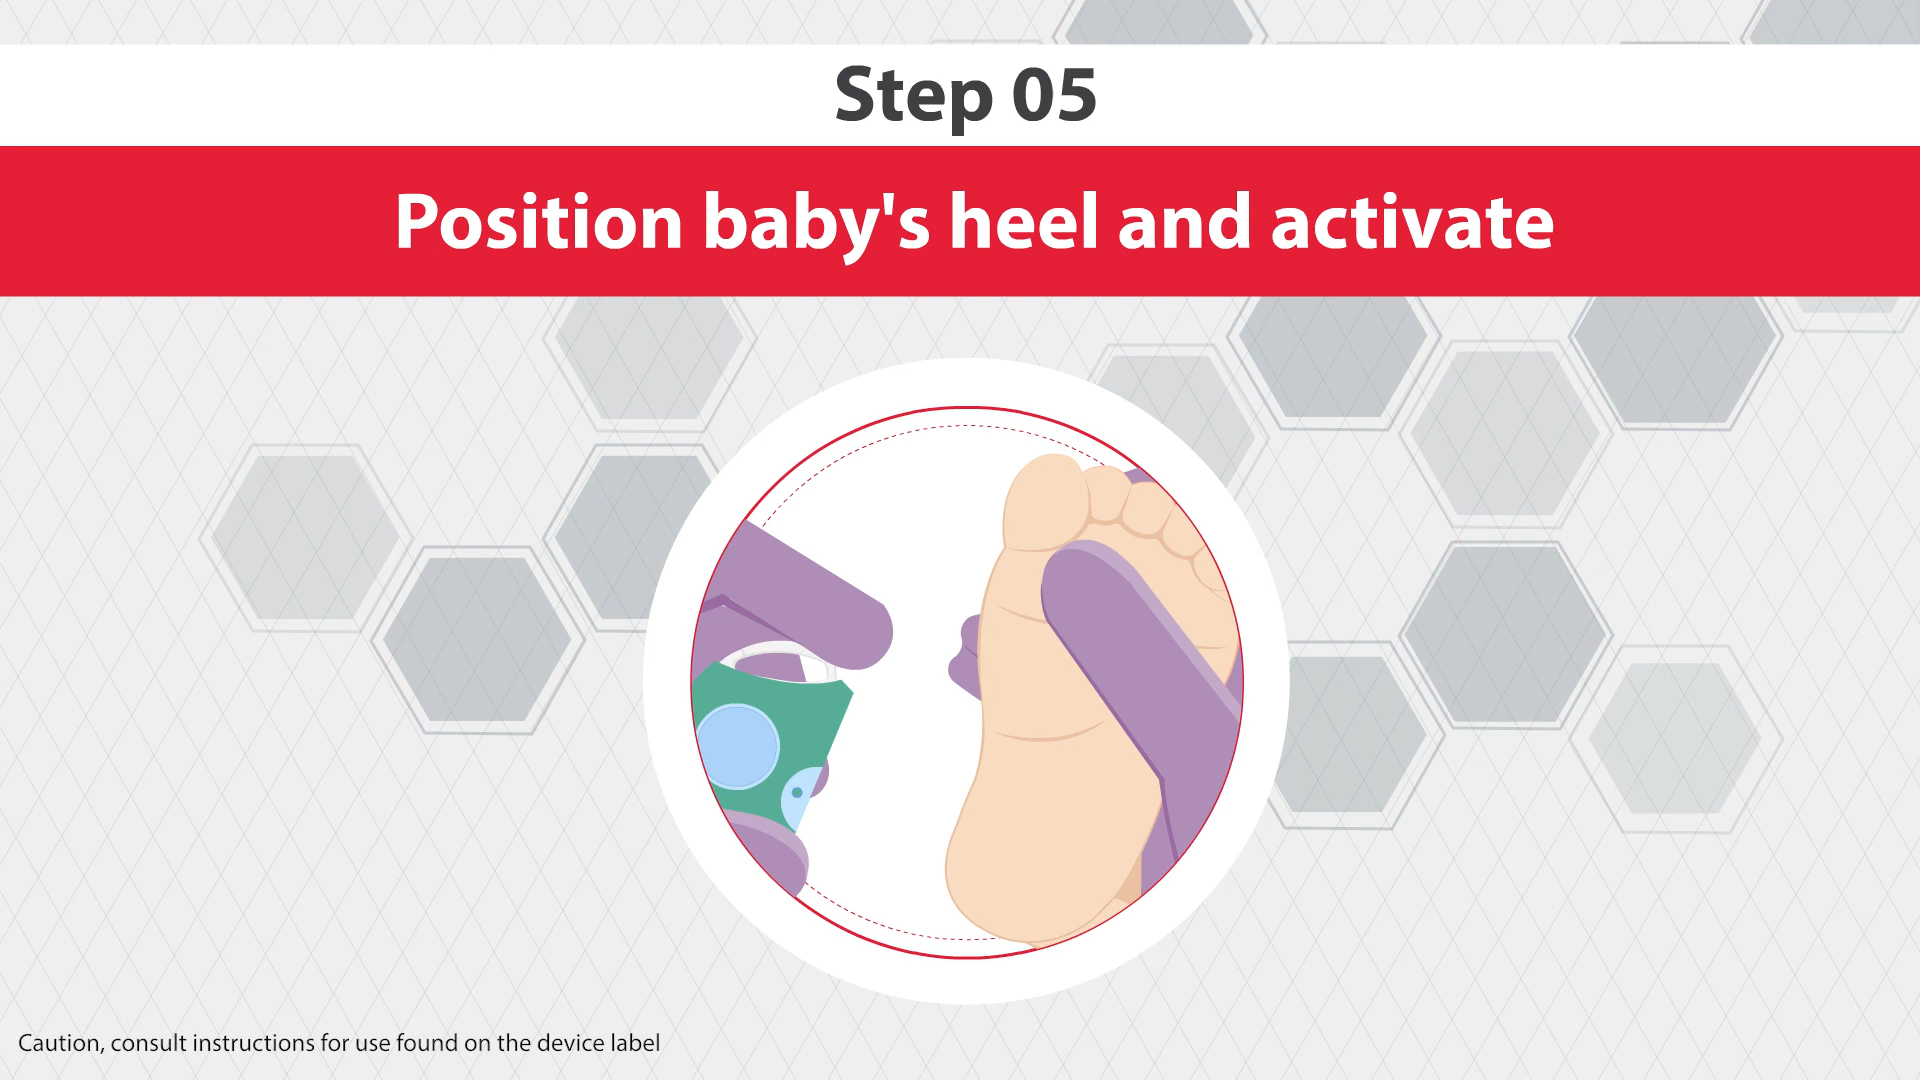 Step 05
Position baby's heel and activate
Caution, consult instructions for use found on the device label